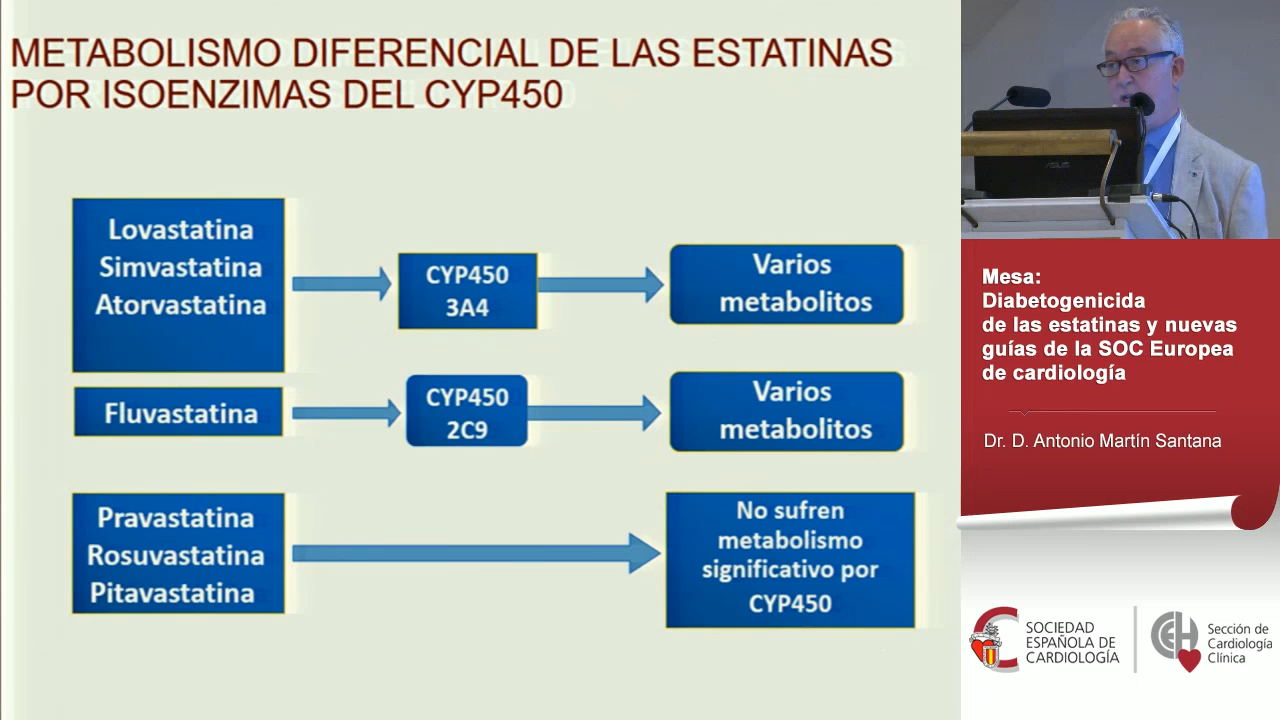 METABOLISMO DIFERENCIAL DE LAS ESTATINAS
POR ISOENZIMAS DEL CYP450
Lovastatina
Simvastatina
Atorvastatina
CYP450
3A4
Varios
metabolitos
Fluvastatina
CYP450
2C9
Varios
metabolitos
Pravastatina
Rosuvastatina
Pitavastatina
No sufren
metabolismo
significativo por
CYP450
Mesa:
Diabetogenicida
de las estatinas y nuevas
guías de la SOC Europea
de cardiología
Dr. D. Antonio Martín Santana
SOCIEDAD
ESPAÑOLA DE
CARDIOLOGÍA
Sección de
Cardiología
Clínica